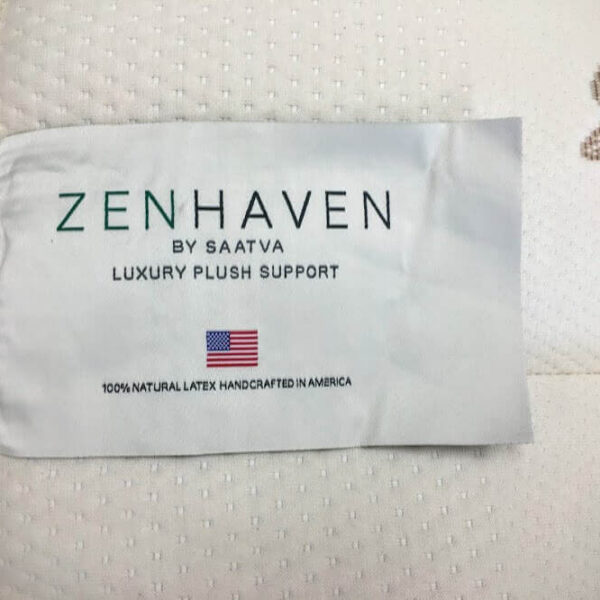 ZENHAVEN
BY SAATVA
LUXURY PLUSH SUPPORT
100% NATURAL LATEX HANDCRAFTED IN AMERICA